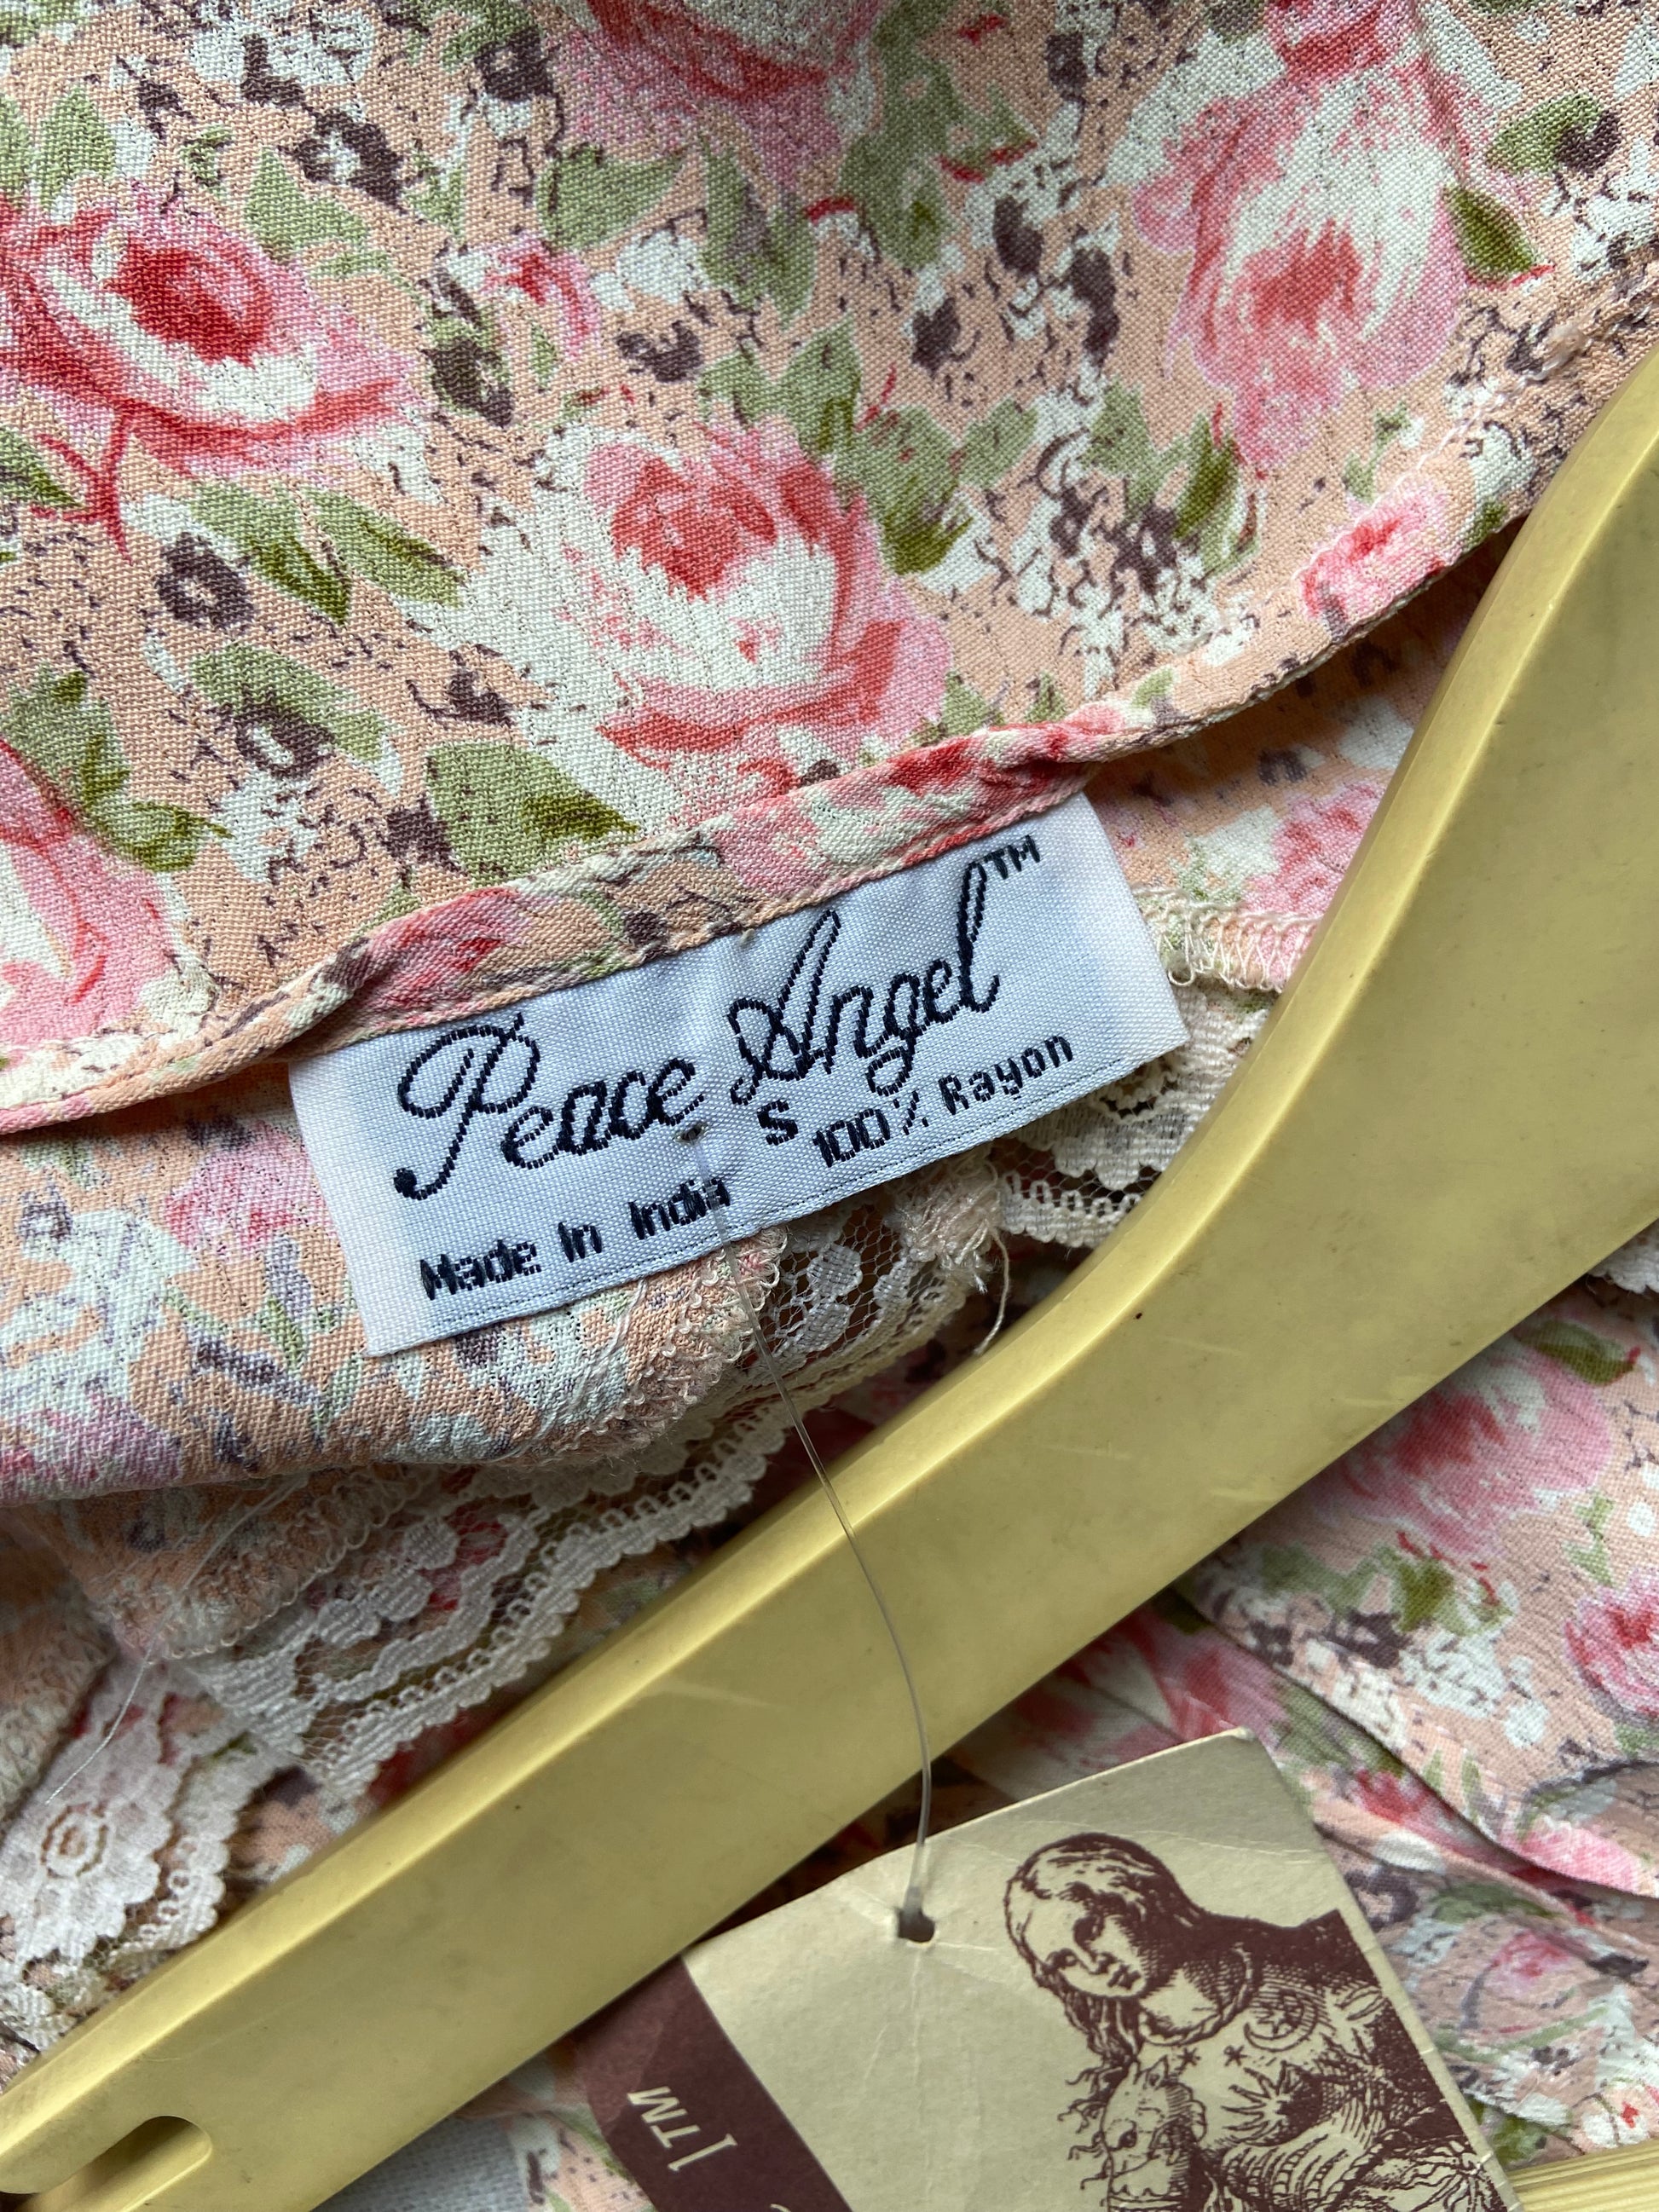 Peace Angel™
S 100% Rayon
Made In India
TM